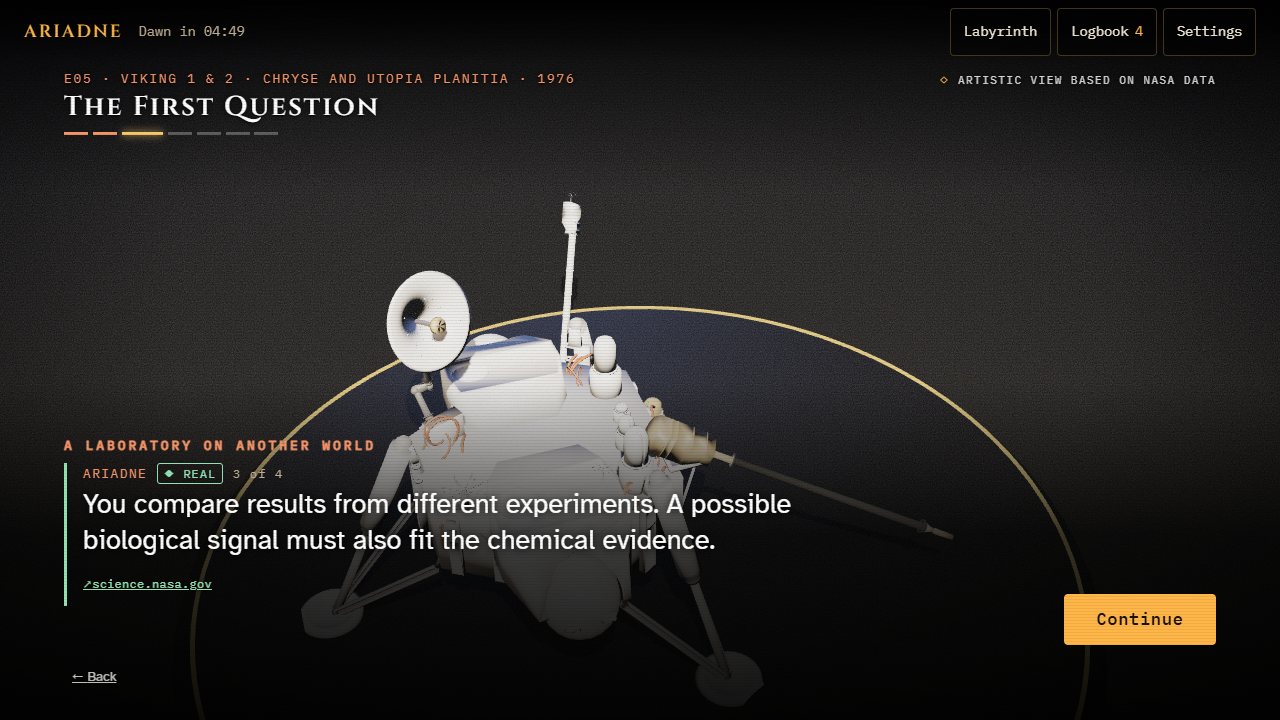 ARIADNE Dawn in 04:49 Labyrinth Logbook 4 Settings
E05 · VIKING 1 & 2 · CHRYSE AND UTOPIA PLANITIA · 1976
ARTISTIC VIEW BASED ON NASA DATA
The First Question
A LABORATORY ON ANOTHER WORLD
ARIADNE ◆ REAL 3 of 4
You compare results from different experiments. A possible
biological signal must also fit the chemical evidence.
↗science.nasa.gov
Continue
← Back